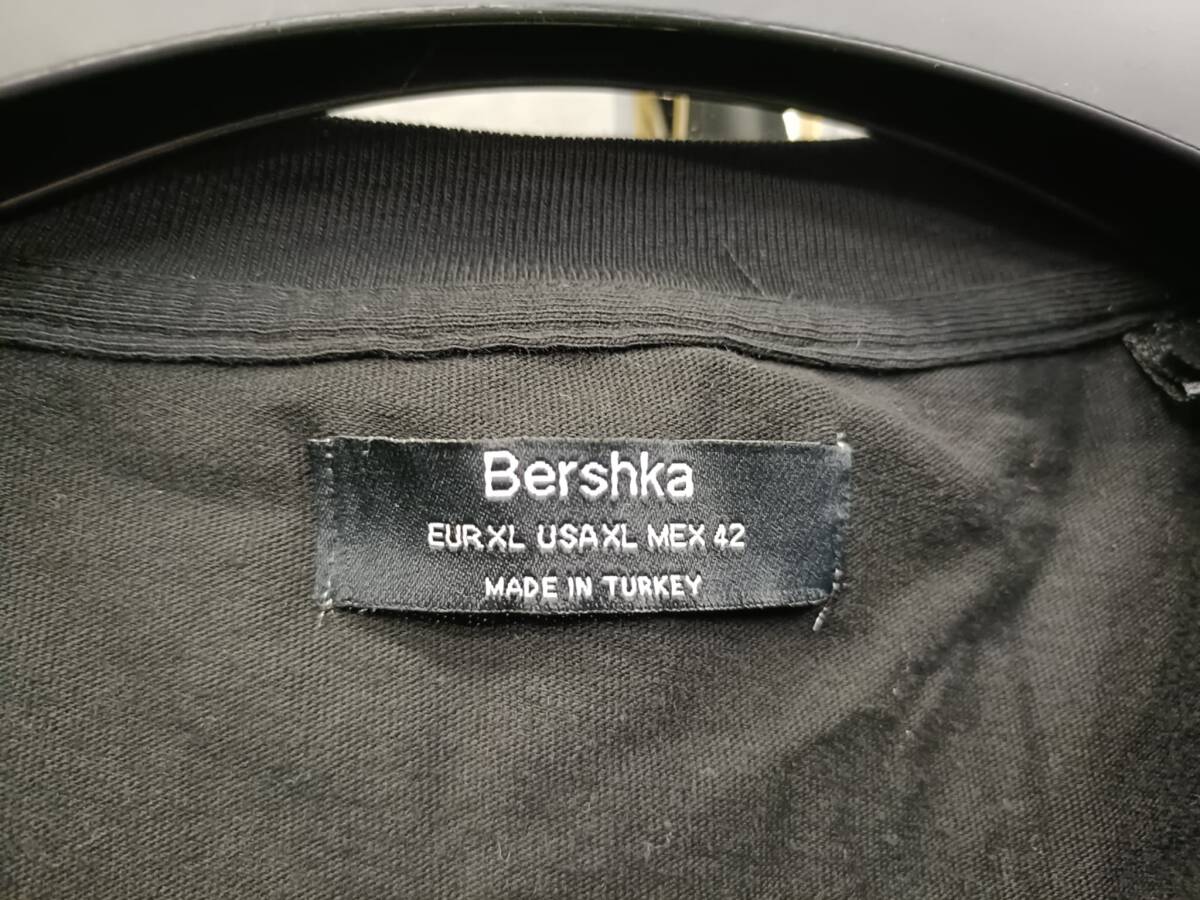 Bershka
EUR XL USA XL MEX 42
MADE IN TURKEY